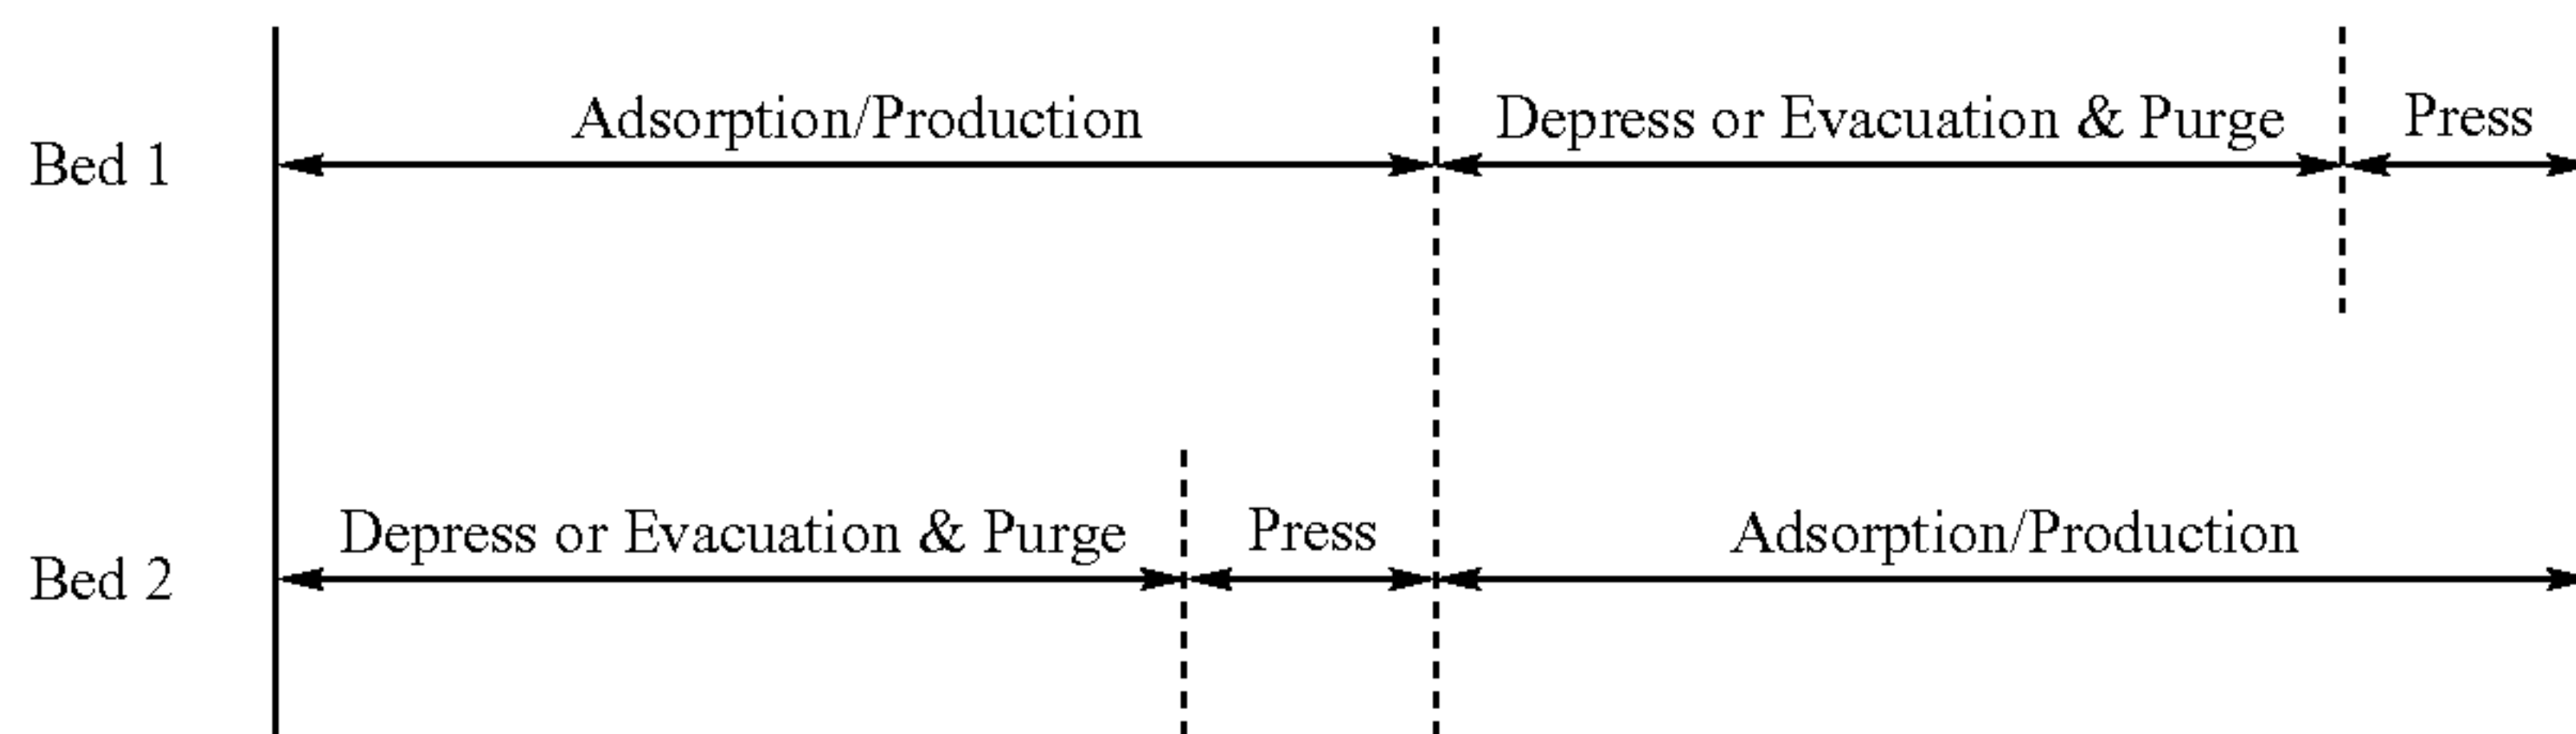 Adsorption/Production Depress or Evacuation & Purge Press
Bed 1
Depress or Evacuation & Purge Press Adsorption/Production
Bed 2